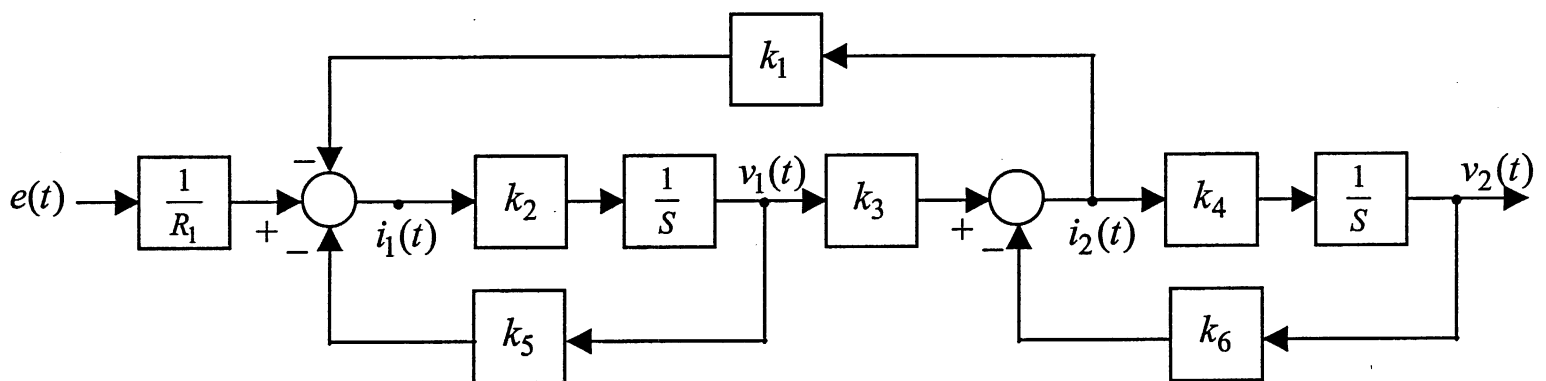 k₁
e(t) 1/R₁ + − − i₁(t) k₂ 1/S v₁(t) k₃ + − i₂(t) k₄ 1/S v₂(t)
k₅ k₆